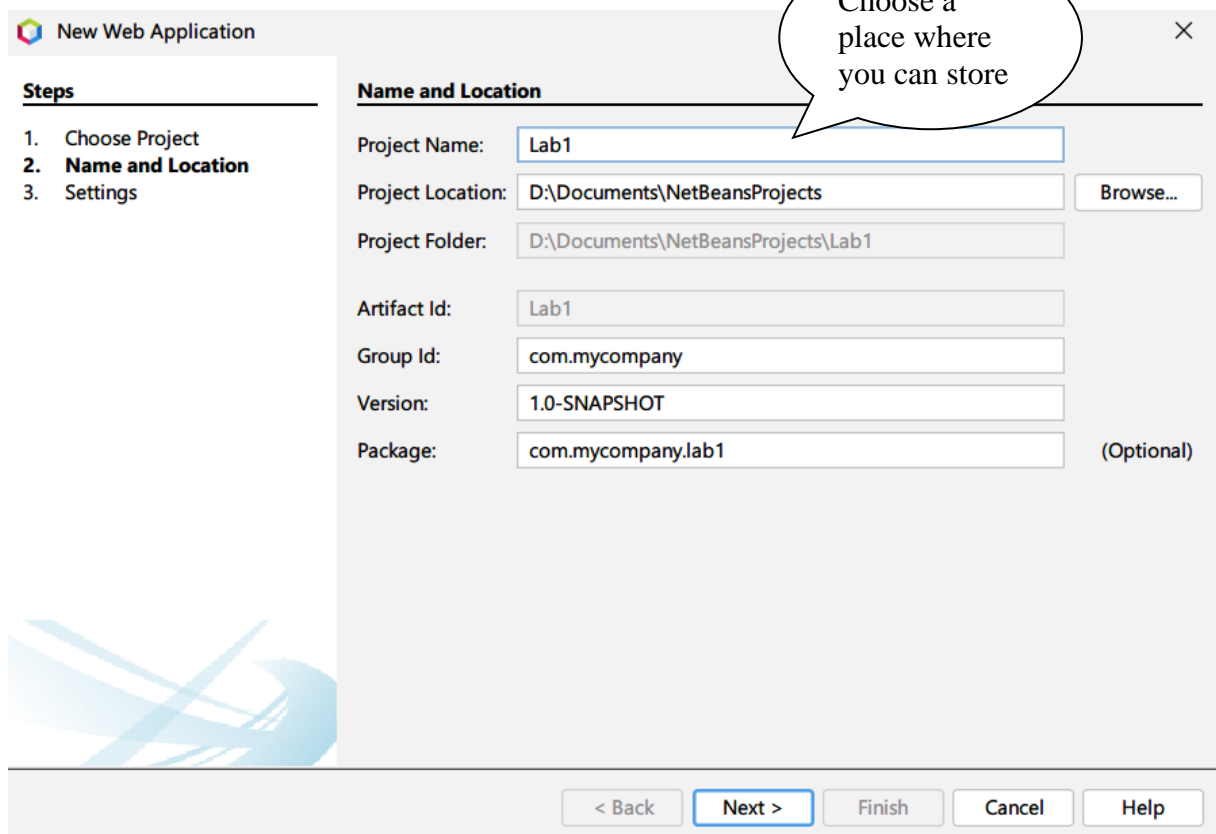 Choose a
place where
you can store
New Web Application
Steps
1. Choose Project
2. Name and Location
3. Settings
Name and Location
Project Name: Lab1
Project Location: D:\Documents\NetBeansProjects Browse...
Project Folder: D:\Documents\NetBeansProjects\Lab1
Artifact Id: Lab1
Group Id: com.mycompany
Version: 1.0-SNAPSHOT
Package: com.mycompany.lab1 (Optional)
< Back Next > Finish Cancel Help